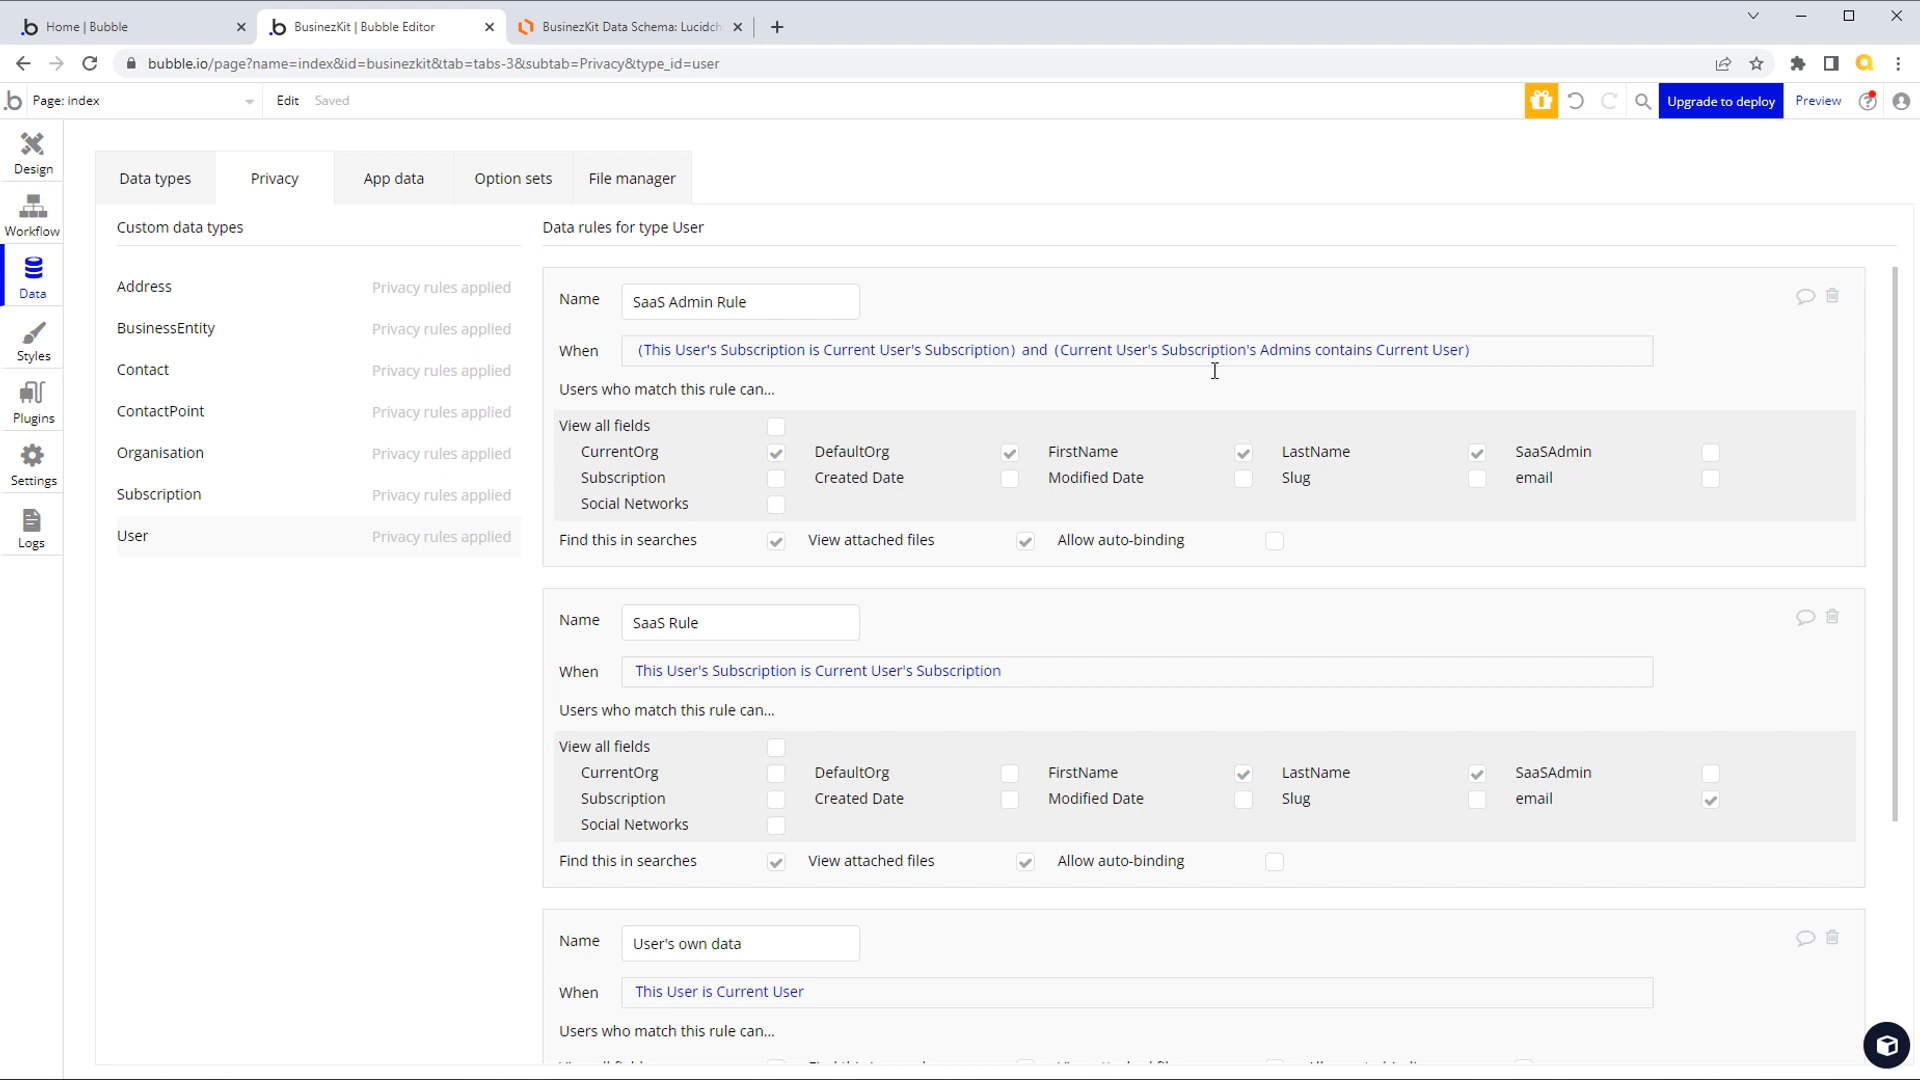 Home | Bubble
BusinezKit | Bubble Editor
BusinezKit Data Schema: Lucidch
bubble.io/page?name=index&id=businezkit&tab=tabs-3&subtab=Privacy&type_id=user
Page: index
Edit
Saved
Upgrade to deploy
Preview
Design
Workflow
Data
Styles
Plugins
Settings
Logs
Data types
Privacy
App data
Option sets
File manager
Custom data types
Address Privacy rules applied
BusinessEntity Privacy rules applied
Contact Privacy rules applied
ContactPoint Privacy rules applied
Organisation Privacy rules applied
Subscription Privacy rules applied
User Privacy rules applied
Data rules for type User
Name SaaS Admin Rule
When (This User's Subscription is Current User's Subscription) and (Current User's Subscription's Admins contains Current User)
Users who match this rule can...
View all fields
CurrentOrg DefaultOrg FirstName LastName SaaSAdmin
Subscription Created Date Modified Date Slug email
Social Networks
Find this in searches View attached files Allow auto-binding
Name SaaS Rule
When This User's Subscription is Current User's Subscription
Users who match this rule can...
View all fields
CurrentOrg DefaultOrg FirstName LastName SaaSAdmin
Subscription Created Date Modified Date Slug email
Social Networks
Find this in searches View attached files Allow auto-binding
Name User's own data
When This User is Current User
Users who match this rule can...